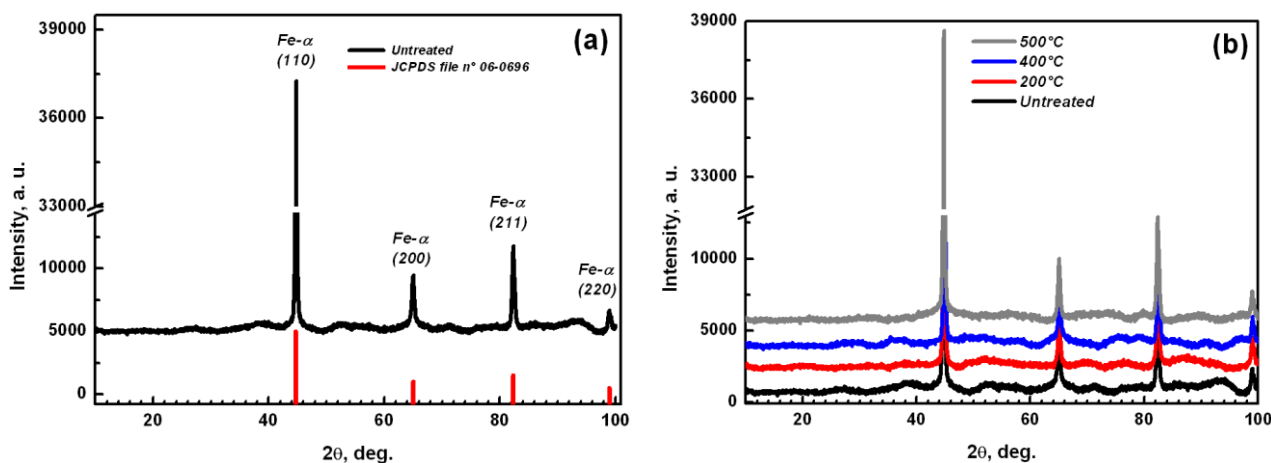 (a)
Fe-α
(110)
Untreated
JCPDS file n° 06-0696
Fe-α
(200)
Fe-α
(211)
Fe-α
(220)
39000
36000
33000
10000
5000
0
Intensity, a. u.
20 40 60 80 100
2θ, deg.
(b)
500°C
400°C
200°C
Untreated
39000
36000
33000
10000
5000
0
Intensity, a. u.
20 40 60 80 100
2θ, deg.